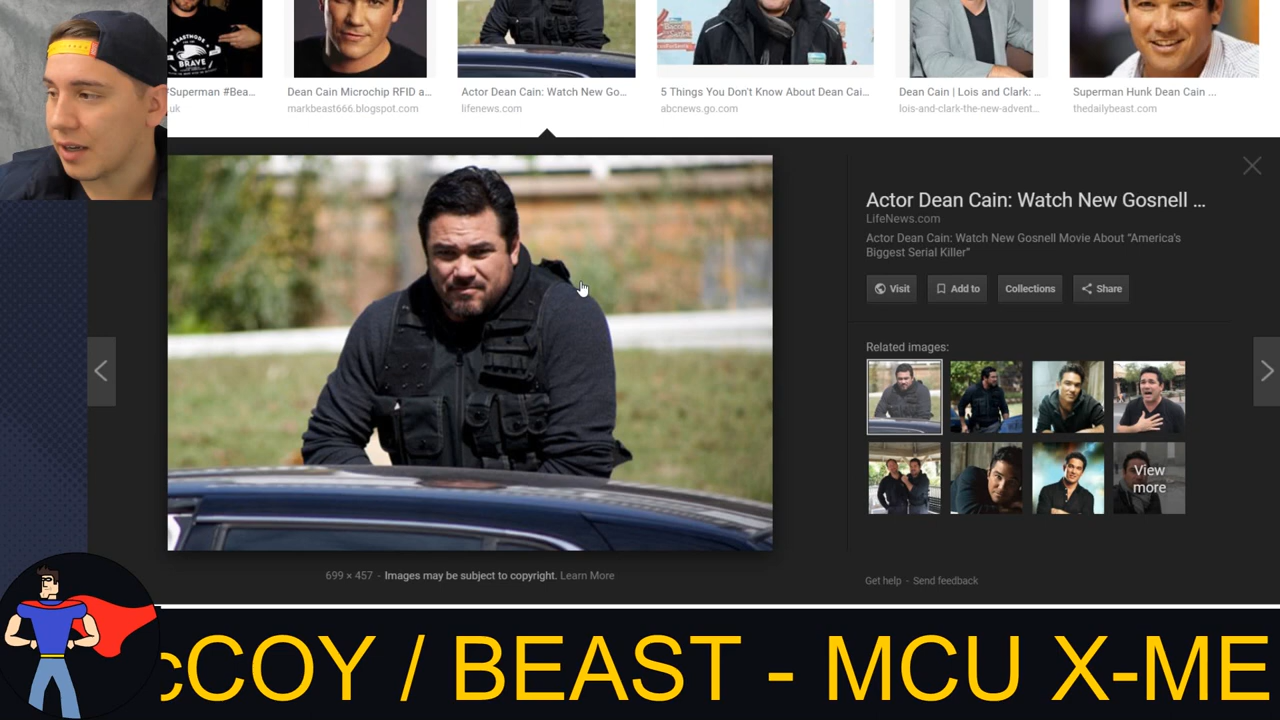 BEASTMODE
BRAVE
*Superman #Bea...
.uk
Dean Cain Microchip RFID a...
markbeast666.blogspot.com
Actor Dean Cain: Watch New Go...
lifenews.com
5 Things You Don't Know About Dean Cai...
abcnews.go.com
Dean Cain | Lois and Clark: ...
lois-and-clark-the-new-advent...
Superman Hunk Dean Cain ...
thedailybeast.com
Actor Dean Cain: Watch New Gosnell ...
LifeNews.com
Actor Dean Cain: Watch New Gosnell Movie About “America's
Biggest Serial Killer”
Visit
Add to
Collections
Share
Related images:
View
more
699 × 457 - Images may be subject to copyright. Learn More
Get help - Send feedback
cCOY / BEAST - MCU X-ME